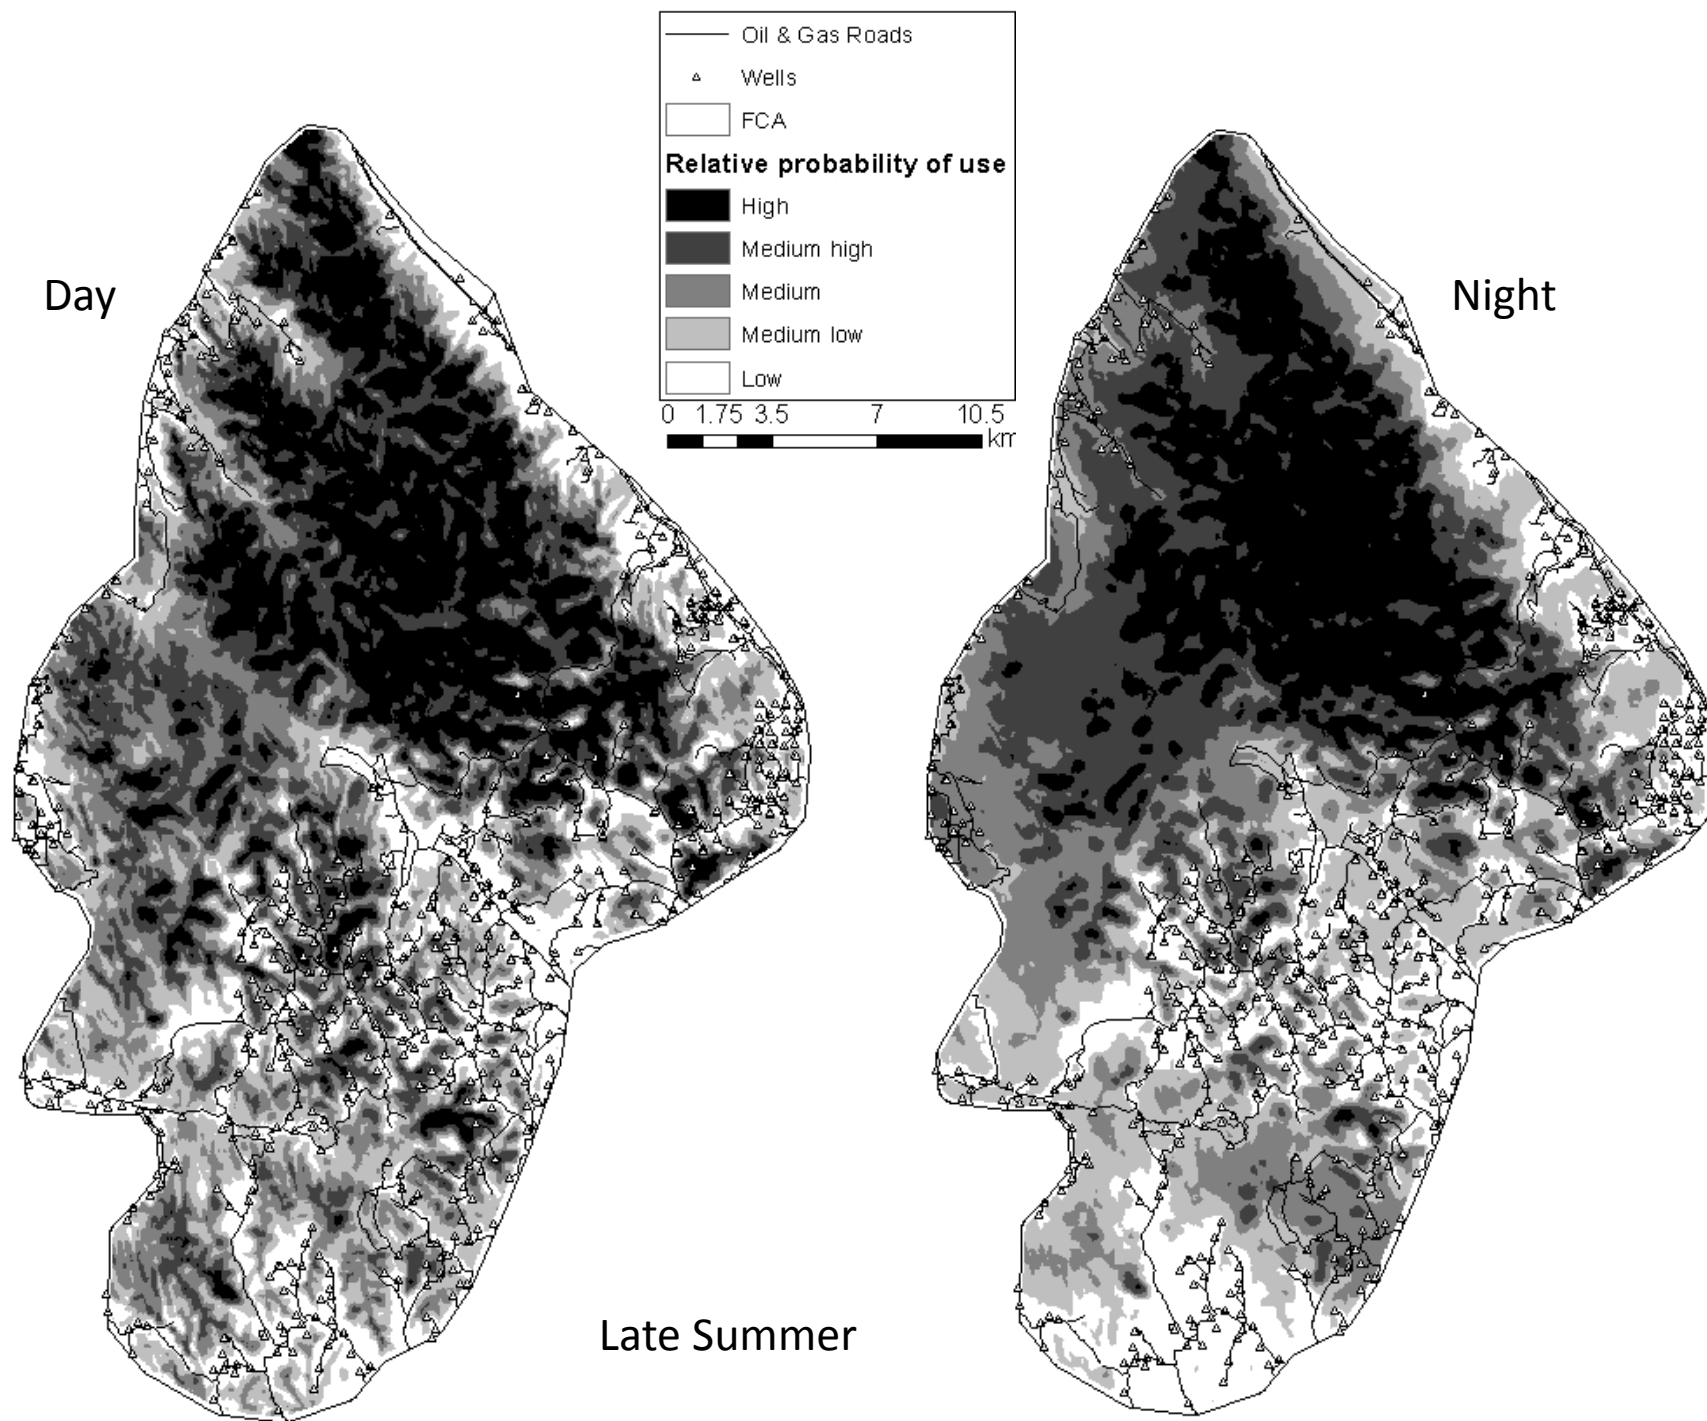 Oil & Gas Roads
Wells
FCA
Relative probability of use
High
Medium high
Medium
Medium low
Low
0 1.75 3.5 7 10.5
km
Day
Night
Late Summer